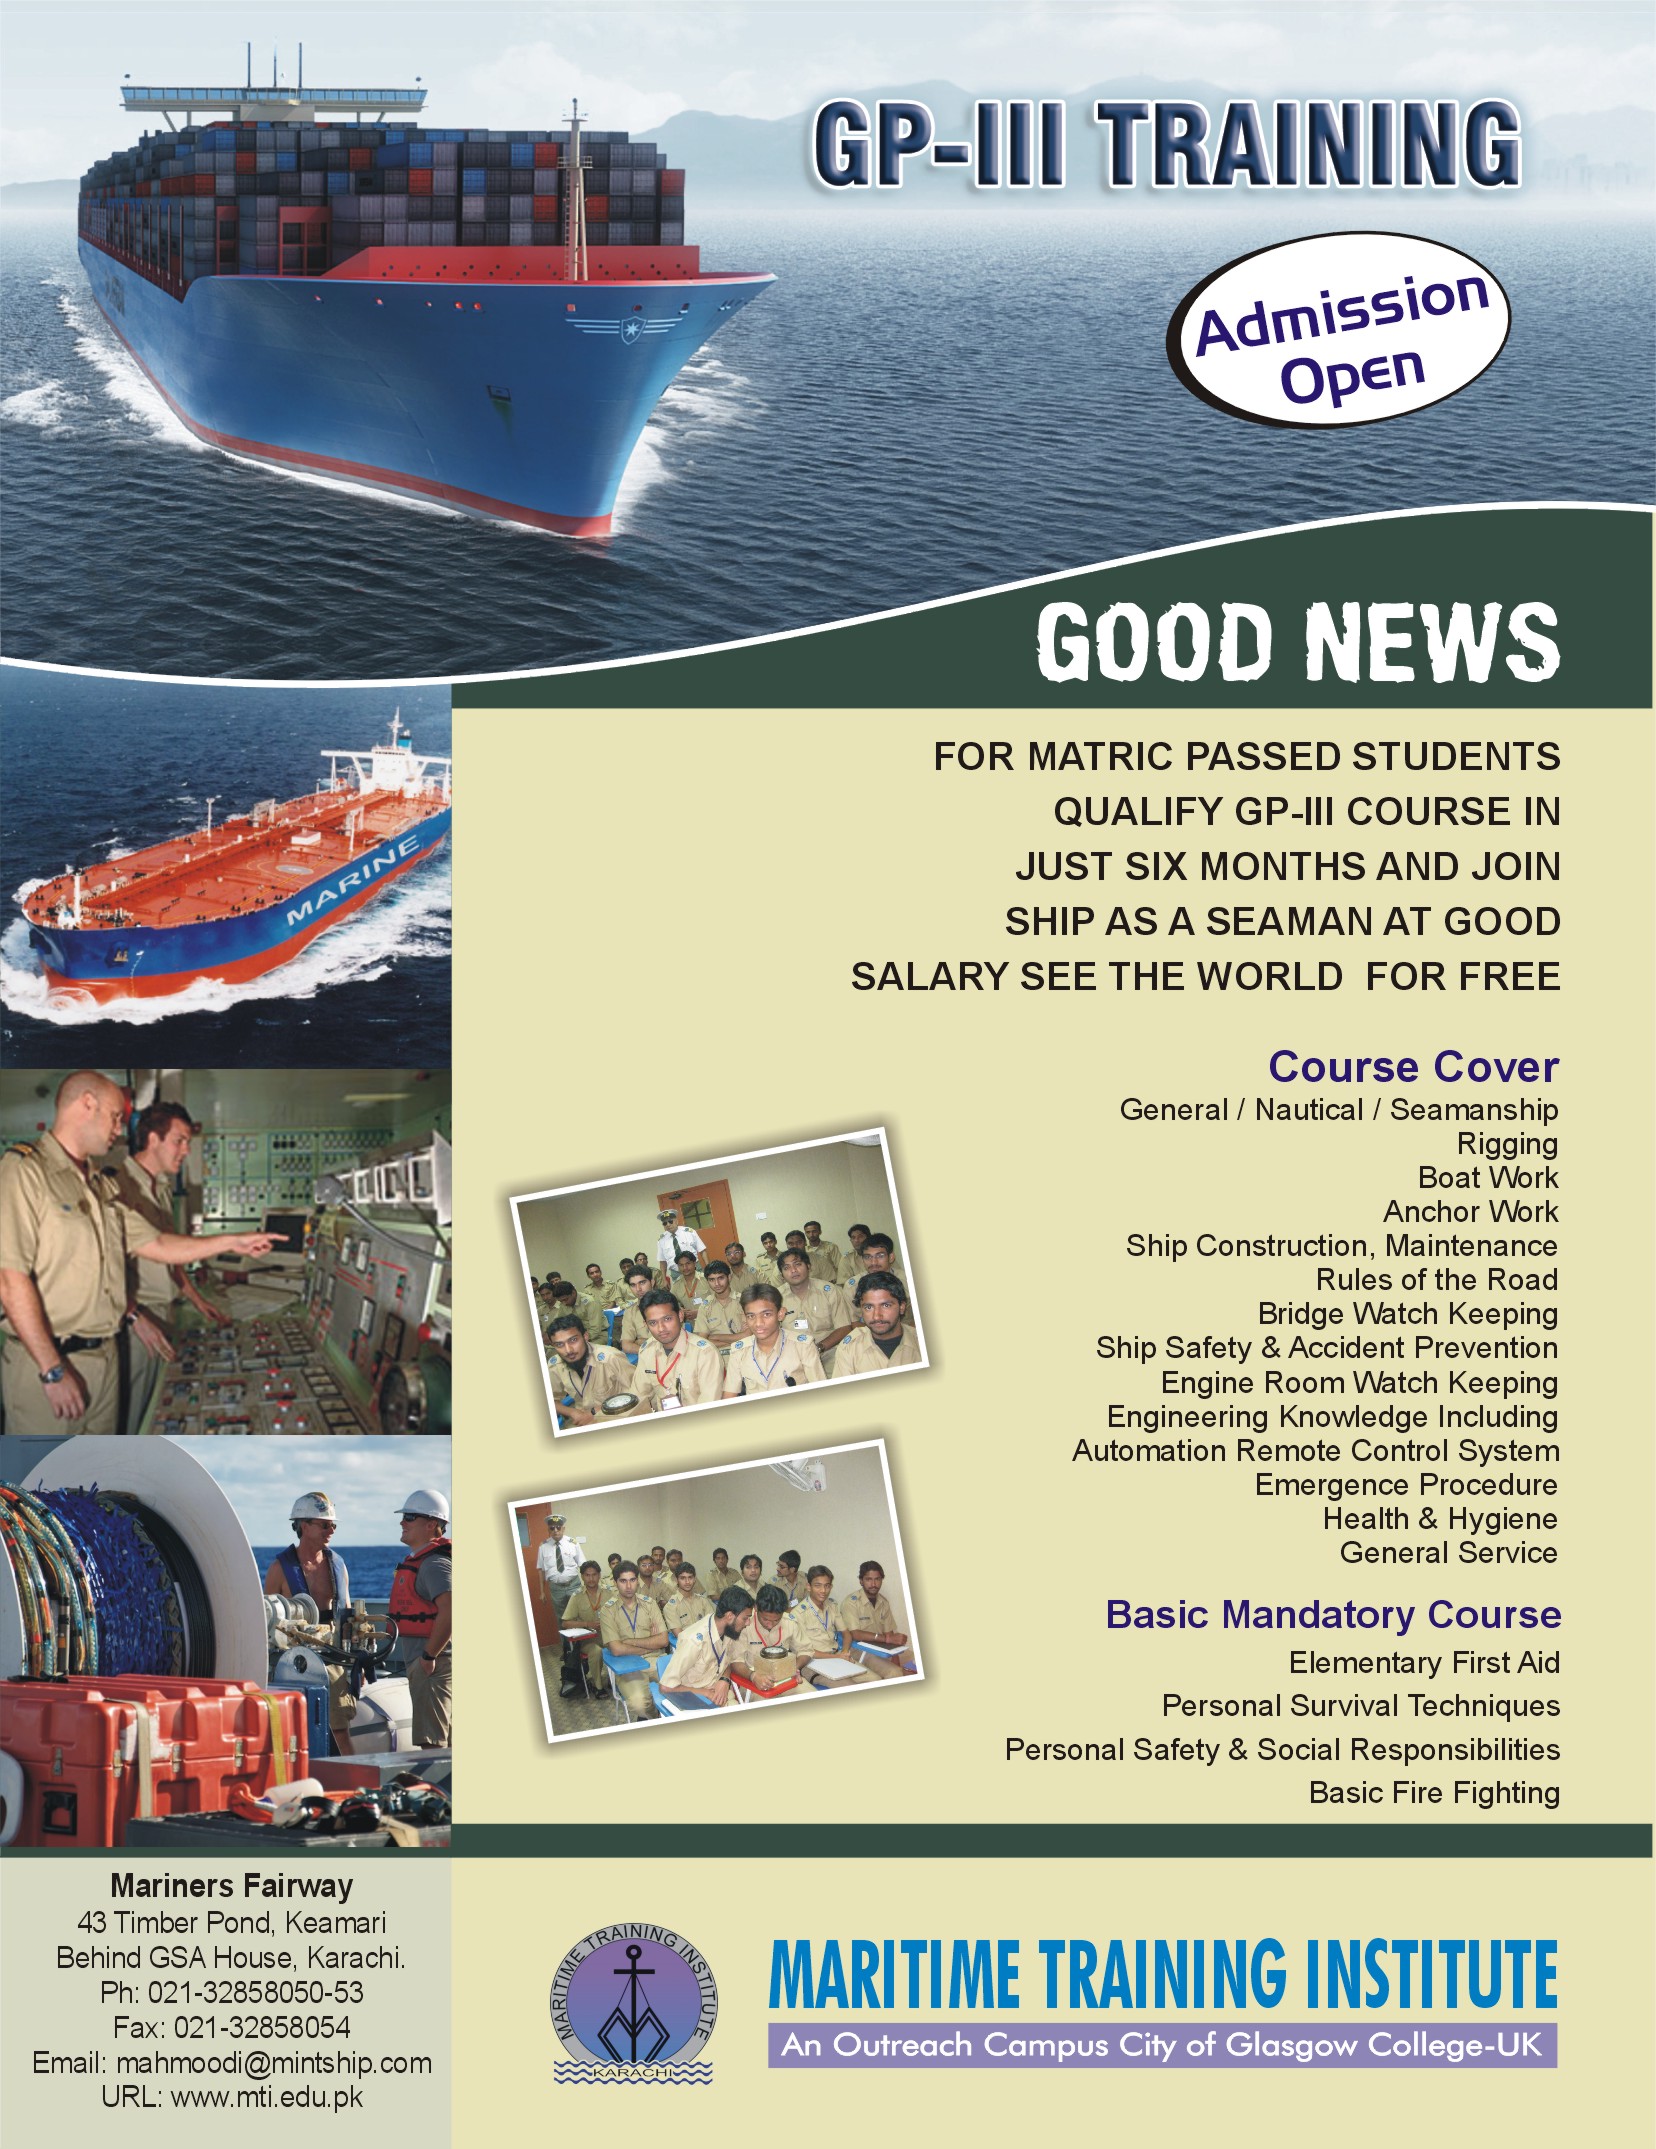 GP-III TRAINING
Admission
Open
GOOD NEWS
FOR MATRIC PASSED STUDENTS
QUALIFY GP-III COURSE IN
JUST SIX MONTHS AND JOIN
SHIP AS A SEAMAN AT GOOD
SALARY SEE THE WORLD FOR FREE
MARINE
Course Cover
General / Nautical / Seamanship
Rigging
Boat Work
Anchor Work
Ship Construction, Maintenance
Rules of the Road
Bridge Watch Keeping
Ship Safety & Accident Prevention
Engine Room Watch Keeping
Engineering Knowledge Including
Automation Remote Control System
Emergence Procedure
Health & Hygiene
General Service
Basic Mandatory Course
Elementary First Aid
Personal Survival Techniques
Personal Safety & Social Responsibilities
Basic Fire Fighting
Mariners Fairway
43 Timber Pond, Keamari
Behind GSA House, Karachi.
Ph: 021-32858050-53
Fax: 021-32858054
Email: mahmoodi@mintship.com
URL: www.mti.edu.pk
MARITIME TRAINING INSTITUTE
KARACHI
MARITIME TRAINING INSTITUTE
An Outreach Campus City of Glasgow College-UK